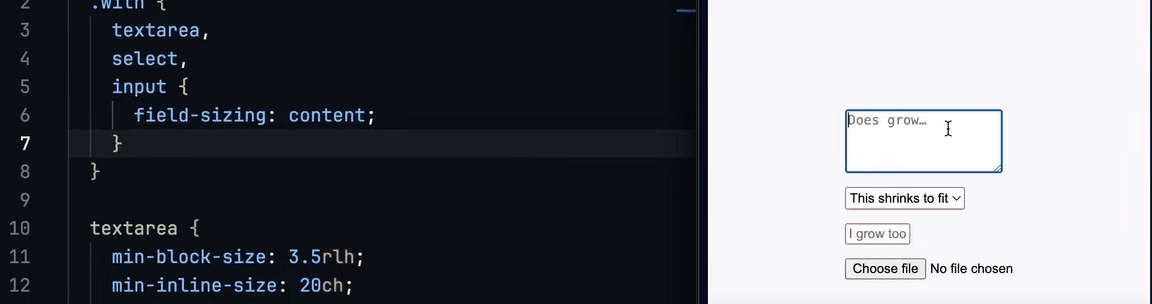 2 .with {
3 textarea,
4 select,
5 input {
6 field-sizing: content;
7 }
8 }
9
10 textarea {
11 min-block-size: 3.5rlh;
12 min-inline-size: 20ch;
Does grow…
This shrinks to fit
I grow too
Choose file No file chosen